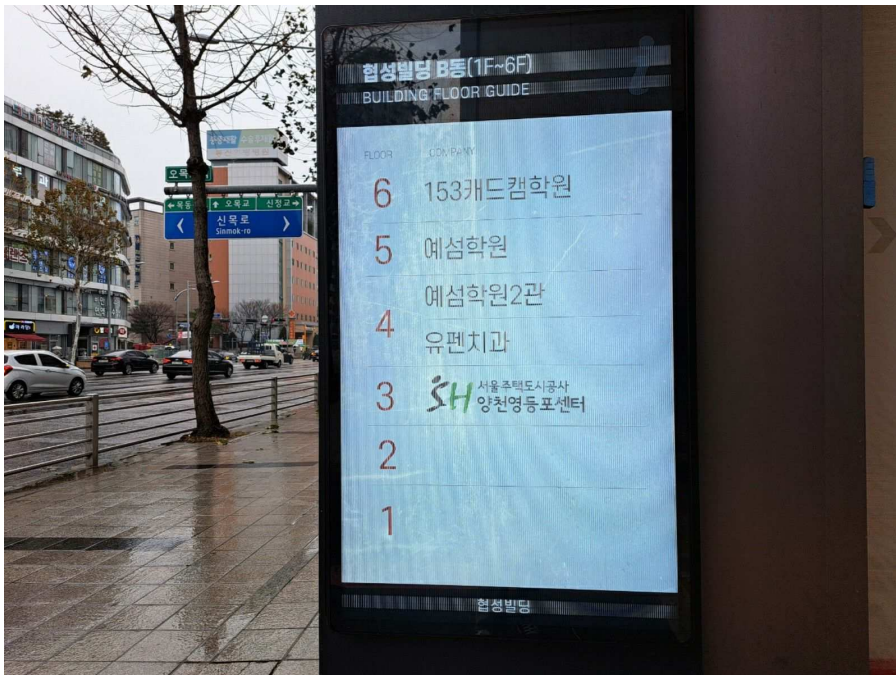 협성빌딩 B동(1F~6F)
BUILDING FLOOR GUIDE
FLOOR COMPANY
6 153캐드캠학원
5 예섬학원
예섬학원2관
4
유펜치과
3 SH 서울주택도시공사
양천영등포센터
2
1
협성빌딩
← 목동 ↑ 오목교 신정교 →
신목로
Sinmok-ro